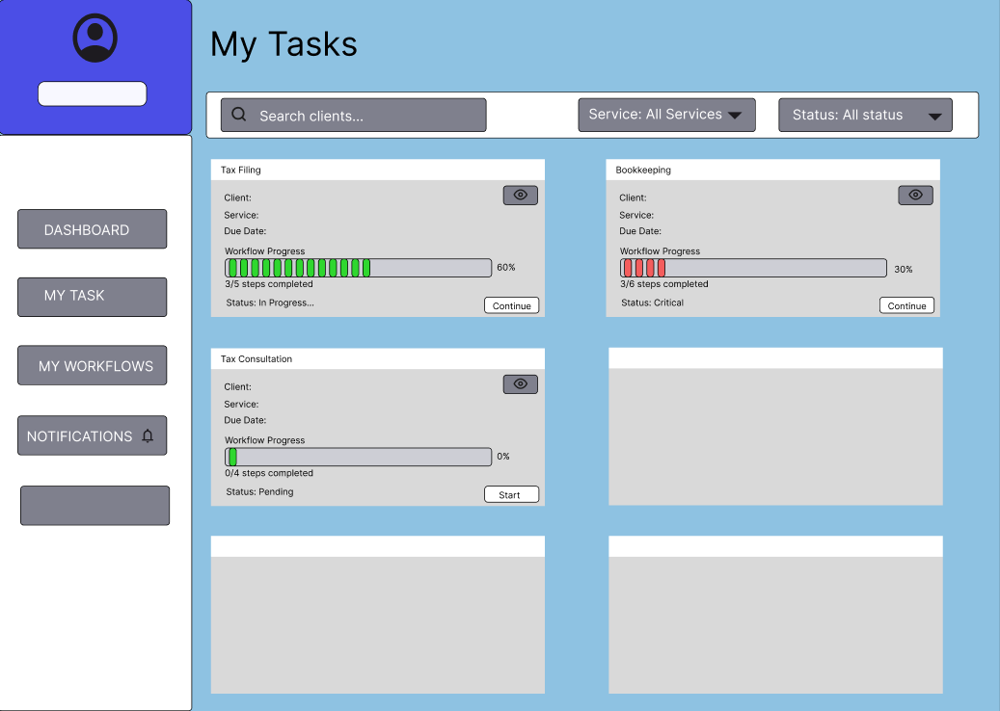 My Tasks
Search clients...
Service: All Services
Status: All status
DASHBOARD
MY TASK
MY WORKFLOWS
NOTIFICATIONS
Tax Filing
Client:
Service:
Due Date:
Workflow Progress
60%
3/5 steps completed
Status: In Progress...
Continue
Bookkeeping
Client:
Service:
Due Date:
Workflow Progress
30%
3/6 steps completed
Status: Critical
Continue
Tax Consultation
Client:
Service:
Due Date:
Workflow Progress
0%
0/4 steps completed
Status: Pending
Start